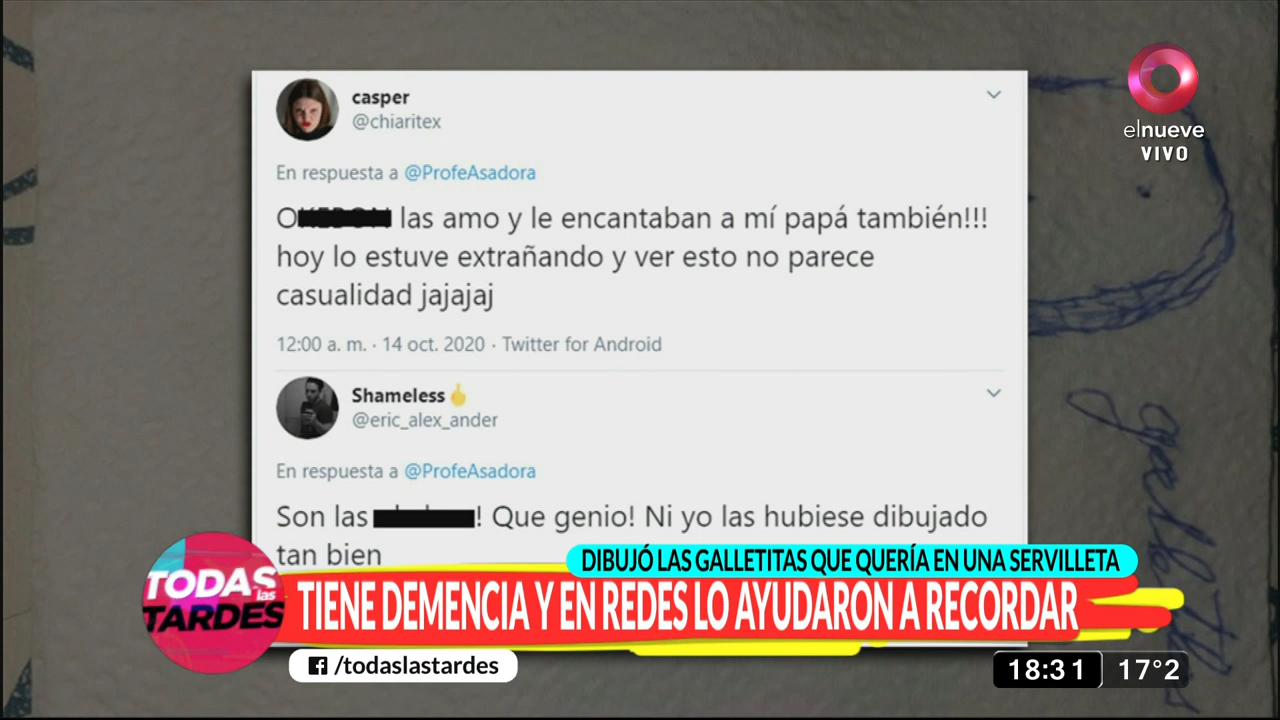 casper
@chiaritex
elnueve
VIVO
En respuesta a @ProfeAsadora
las amo y le encantaban a mí papá también!!!
hoy lo estuve extrañando y ver esto no parece
casualidad jajajaj
12:00 a. m. · 14 oct. 2020 · Twitter for Android
Shameless
@eric_alex_ander
En respuesta a @ProfeAsadora
Son las ! Que genio! Ni yo las hubiese dibujado
tan bien
DIBUJÓ LAS GALLETITAS QUE QUERÍA EN UNA SERVILLETA
TODAS
las
TARDES
TIENE DEMENCIA Y EN REDES LO AYUDARON A RECORDAR
/todaslastardes
18:31 17°2